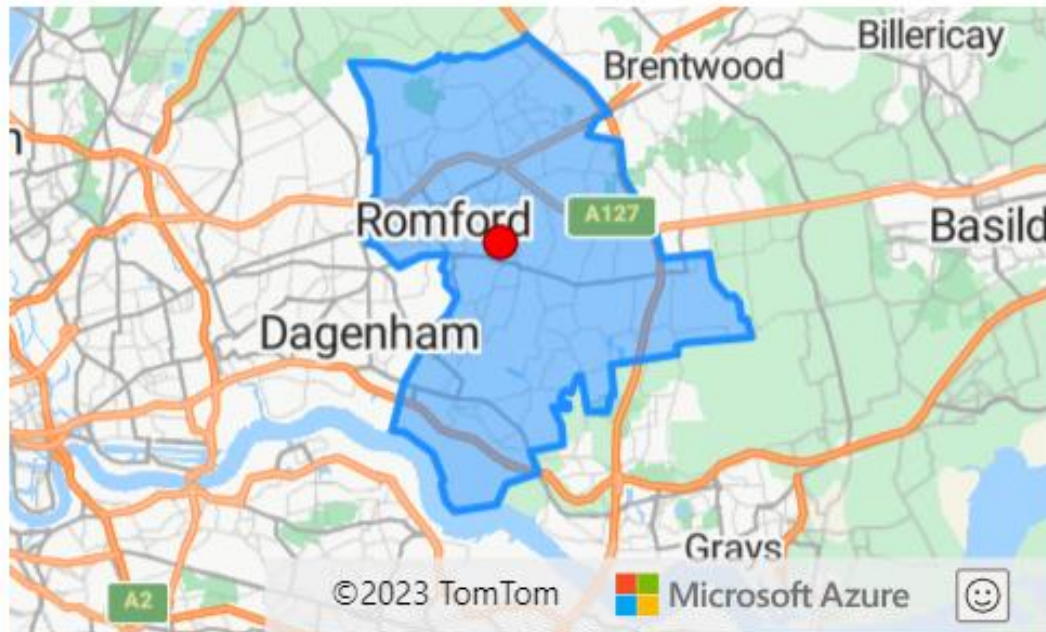 Billericay
Brentwood
n
Romford
A127
Basild
Dagenham
Grays
A2
©2023 TomTom
Microsoft Azure